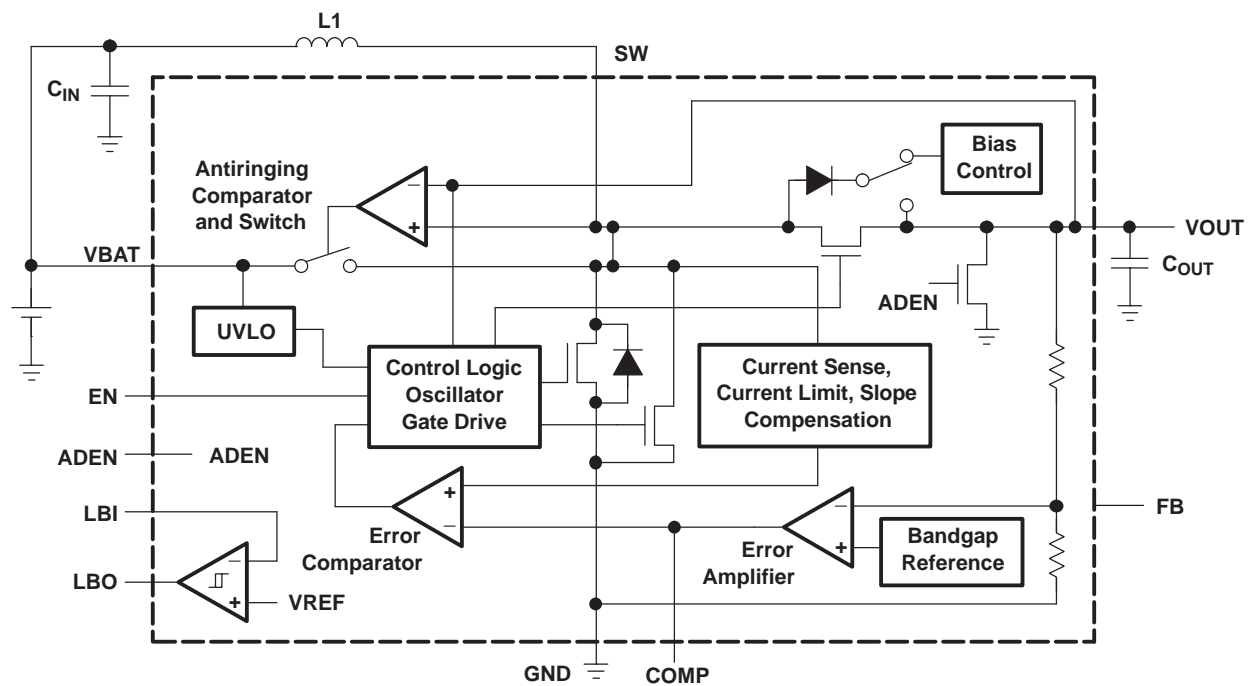 L1
SW
CIN
Antiringing
Comparator
and Switch
Bias
Control
VBAT
VOUT
COUT
ADEN
UVLO
Control Logic
Oscillator
Gate Drive
Current Sense,
Current Limit, Slope
Compensation
EN
ADEN
ADEN
LBI
FB
Error
Comparator
Error
Amplifier
Bandgap
Reference
LBO
VREF
GND
COMP
+
−
+
−
−
+
−
+